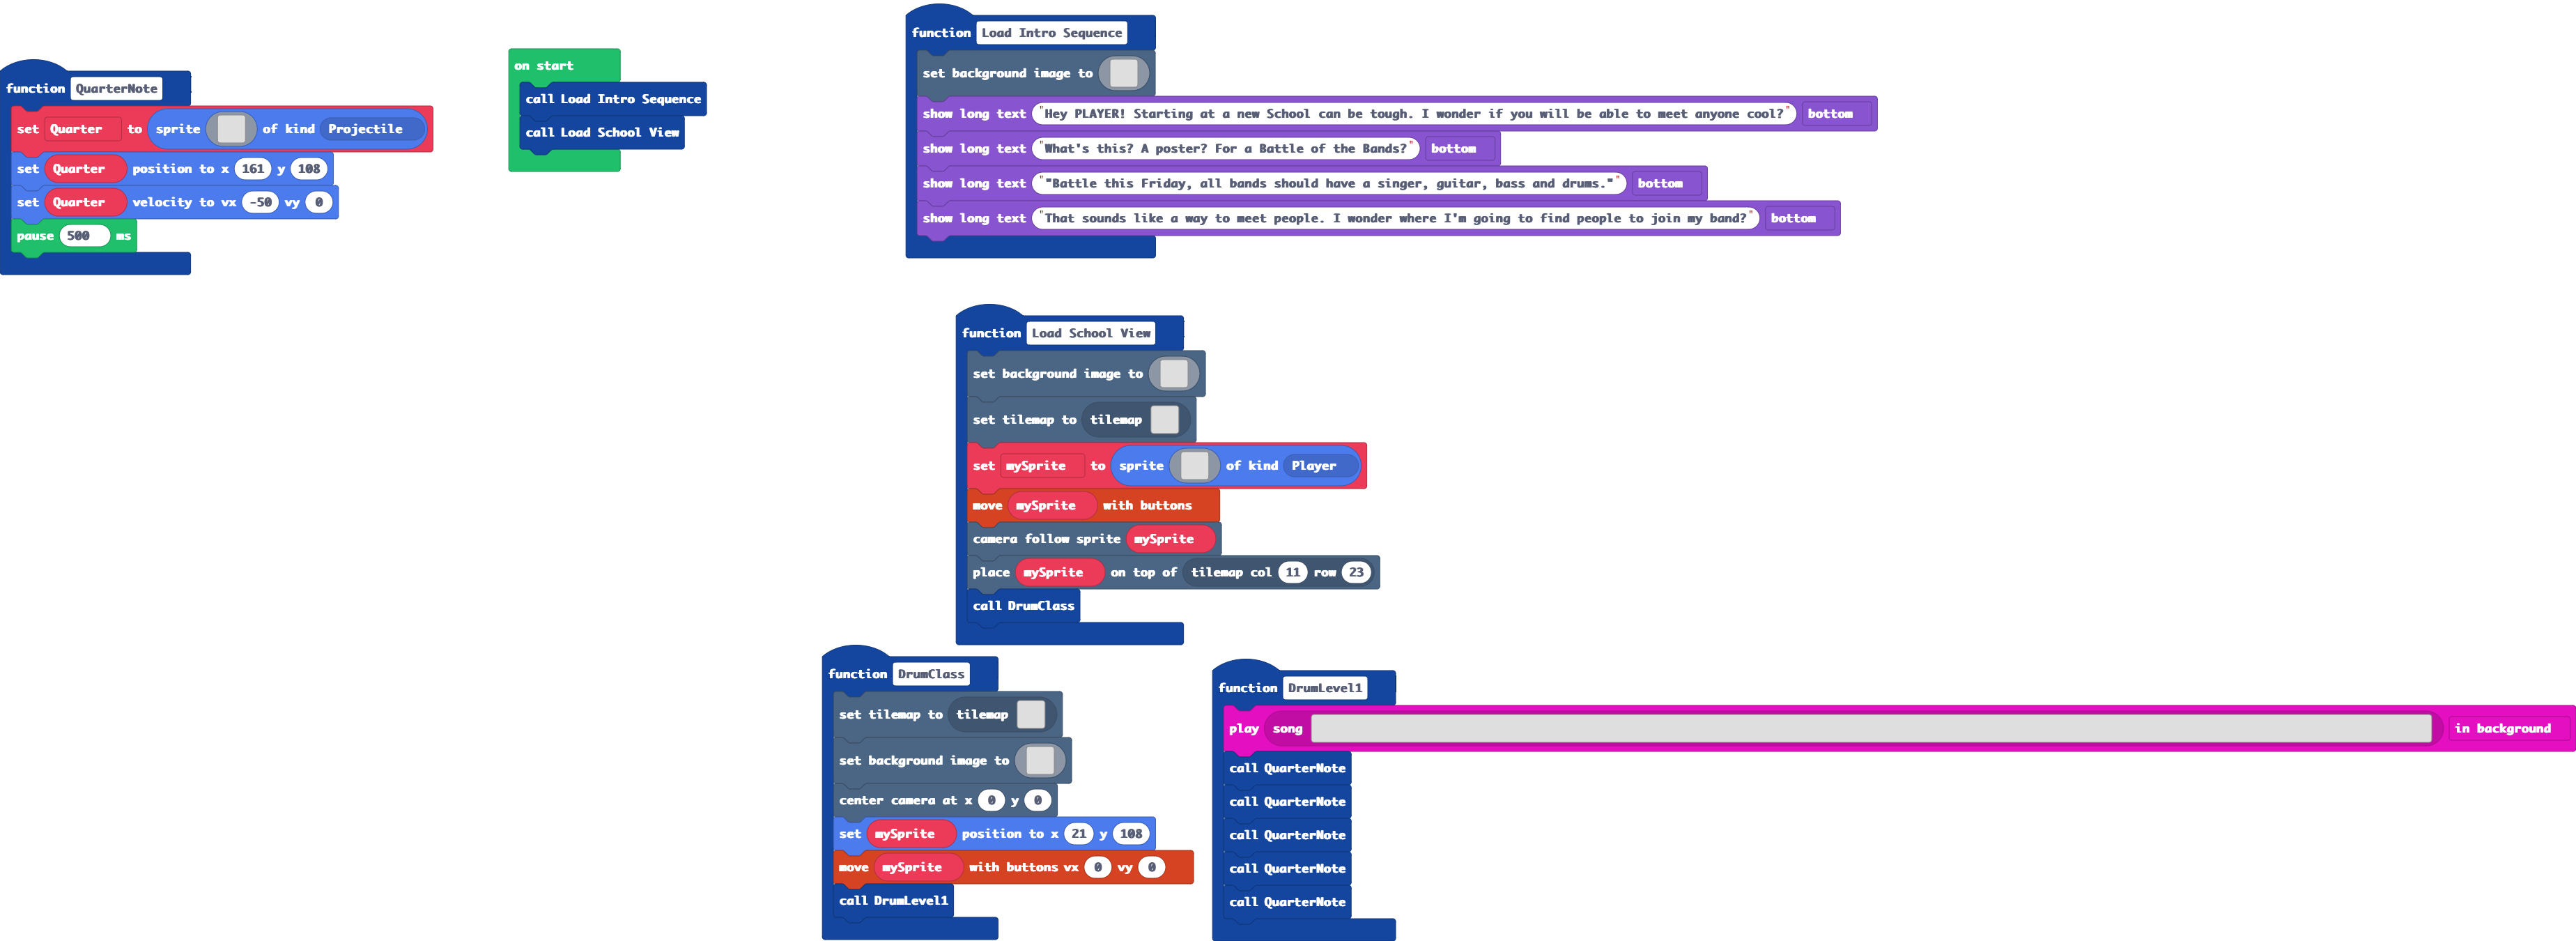 function QuarterNote
set Quarter to sprite of kind Projectile
set Quarter position to x 161 y 108
set Quarter velocity to vx -50 vy 0
pause 500 ms
on start
call Load Intro Sequence
call Load School View
function Load Intro Sequence
set background image to
show long text "Hey PLAYER! Starting at a new School can be tough. I wonder if you will be able to meet anyone cool?" bottom
show long text "What's this? A poster? For a Battle of the Bands?" bottom
show long text ""Battle this Friday, all bands should have a singer, guitar, bass and drums."" bottom
show long text "That sounds like a way to meet people. I wonder where I'm going to find people to join my band?" bottom
function Load School View
set background image to
set tilemap to tilemap
set mySprite to sprite of kind Player
move mySprite with buttons
camera follow sprite mySprite
place mySprite on top of tilemap col 11 row 23
call DrumClass
function DrumClass
set tilemap to tilemap
set background image to
center camera at x 0 y 0
set mySprite position to x 21 y 108
move mySprite with buttons vx 0 vy 0
call DrumLevel1
function DrumLevel1
play song in background
call QuarterNote
call QuarterNote
call QuarterNote
call QuarterNote
call QuarterNote